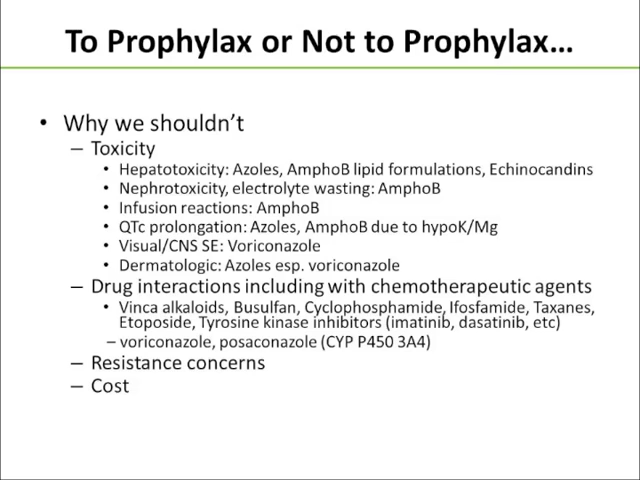 To Prophylax or Not to Prophylax...
• Why we shouldn't
– Toxicity
• Hepatotoxicity: Azoles, AmphoB lipid formulations, Echinocandins
• Nephrotoxicity, electrolyte wasting: AmphoB
• Infusion reactions: AmphoB
• QTc prolongation: Azoles, AmphoB due to hypoK/Mg
• Visual/CNS SE: Voriconazole
• Dermatologic: Azoles esp. voriconazole
– Drug interactions including with chemotherapeutic agents
• Vinca alkaloids, Busulfan, Cyclophosphamide, Ifosfamide, Taxanes,
Etoposide, Tyrosine kinase inhibitors (imatinib, dasatinib, etc)
– voriconazole, posaconazole (CYP P450 3A4)
– Resistance concerns
– Cost